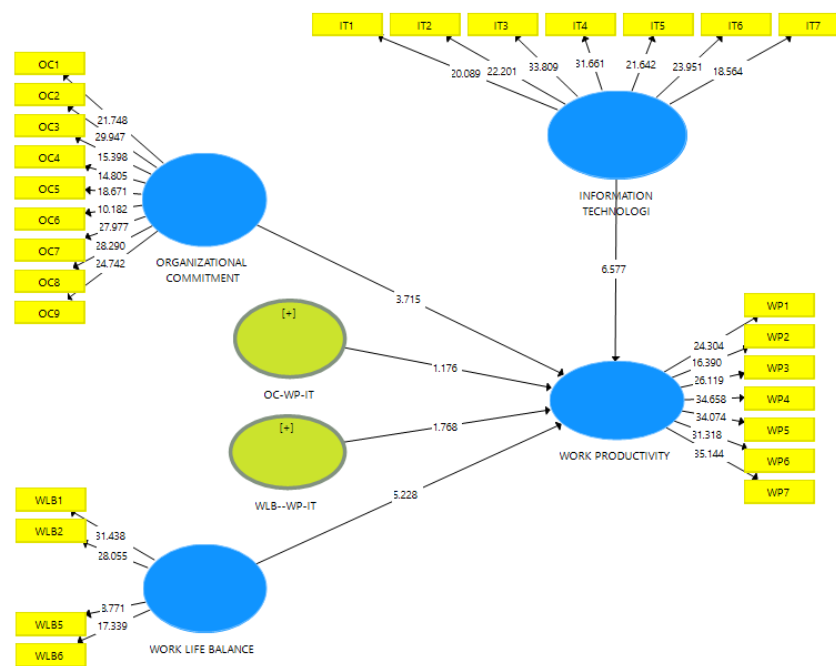 IT1 IT2 IT3 IT4 IT5 IT6 IT7
20.089 22.201 33.809 31.661 21.642 23.951 18.564
INFORMATION
TECHNOLOGI
6.577
OC1
OC2
OC3
OC4
OC5
OC6
OC7
OC8
OC9
21.748
29.947
15.398
14.805
18.671
10.182
27.977
28.290
24.742
ORGANIZATIONAL
COMMITMENT
3.715
[+]
OC-WP-IT
1.176
[+]
WLB--WP-IT
1.768
WP1
WP2
WP3
WP4
WP5
WP6
WP7
24.304
16.390
26.119
34.658
34.074
31.318
35.144
WORK PRODUCTIVITY
5.228
WLB1
WLB2
WLB5
WLB6
31.438
28.055
8.771
17.339
WORK LIFE BALANCE